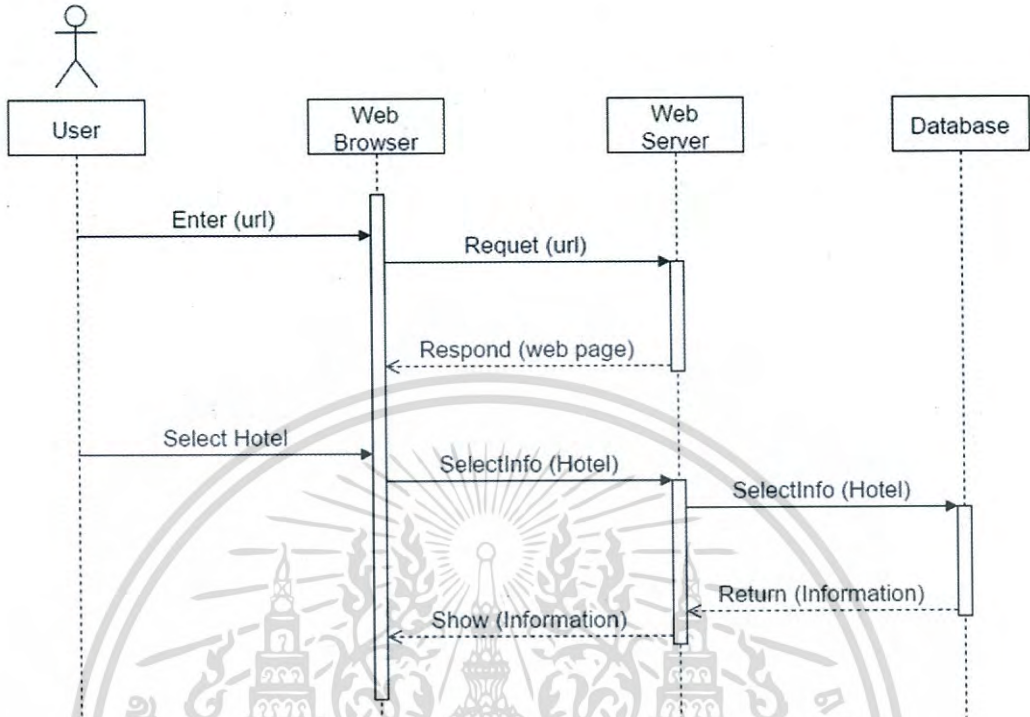 User
Web
Browser
Web
Server
Database
Enter (url)
Requet (url)
Respond (web page)
Select Hotel
SelectInfo (Hotel)
SelectInfo (Hotel)
Return (Information)
Show (Information)